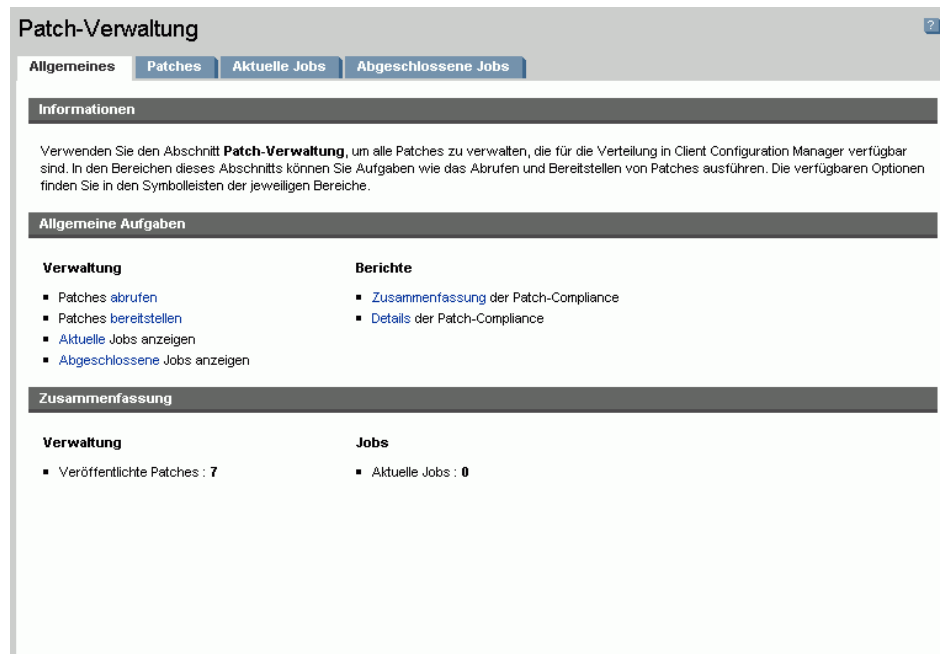 Patch-Verwaltung
?
Allgemeines
Patches
Aktuelle Jobs
Abgeschlossene Jobs
Informationen
Verwenden Sie den Abschnitt Patch-Verwaltung, um alle Patches zu verwalten, die für die Verteilung in Client Configuration Manager verfügbar
sind. In den Bereichen dieses Abschnitts können Sie Aufgaben wie das Abrufen und Bereitstellen von Patches ausführen. Die verfügbaren Optionen
finden Sie in den Symbolleisten der jeweiligen Bereiche.
Allgemeine Aufgaben
Verwaltung
Patches abrufen
Patches bereitstellen
Aktuelle Jobs anzeigen
Abgeschlossene Jobs anzeigen
Berichte
Zusammenfassung der Patch-Compliance
Details der Patch-Compliance
Zusammenfassung
Verwaltung
Veröffentlichte Patches : 7
Jobs
Aktuelle Jobs : 0